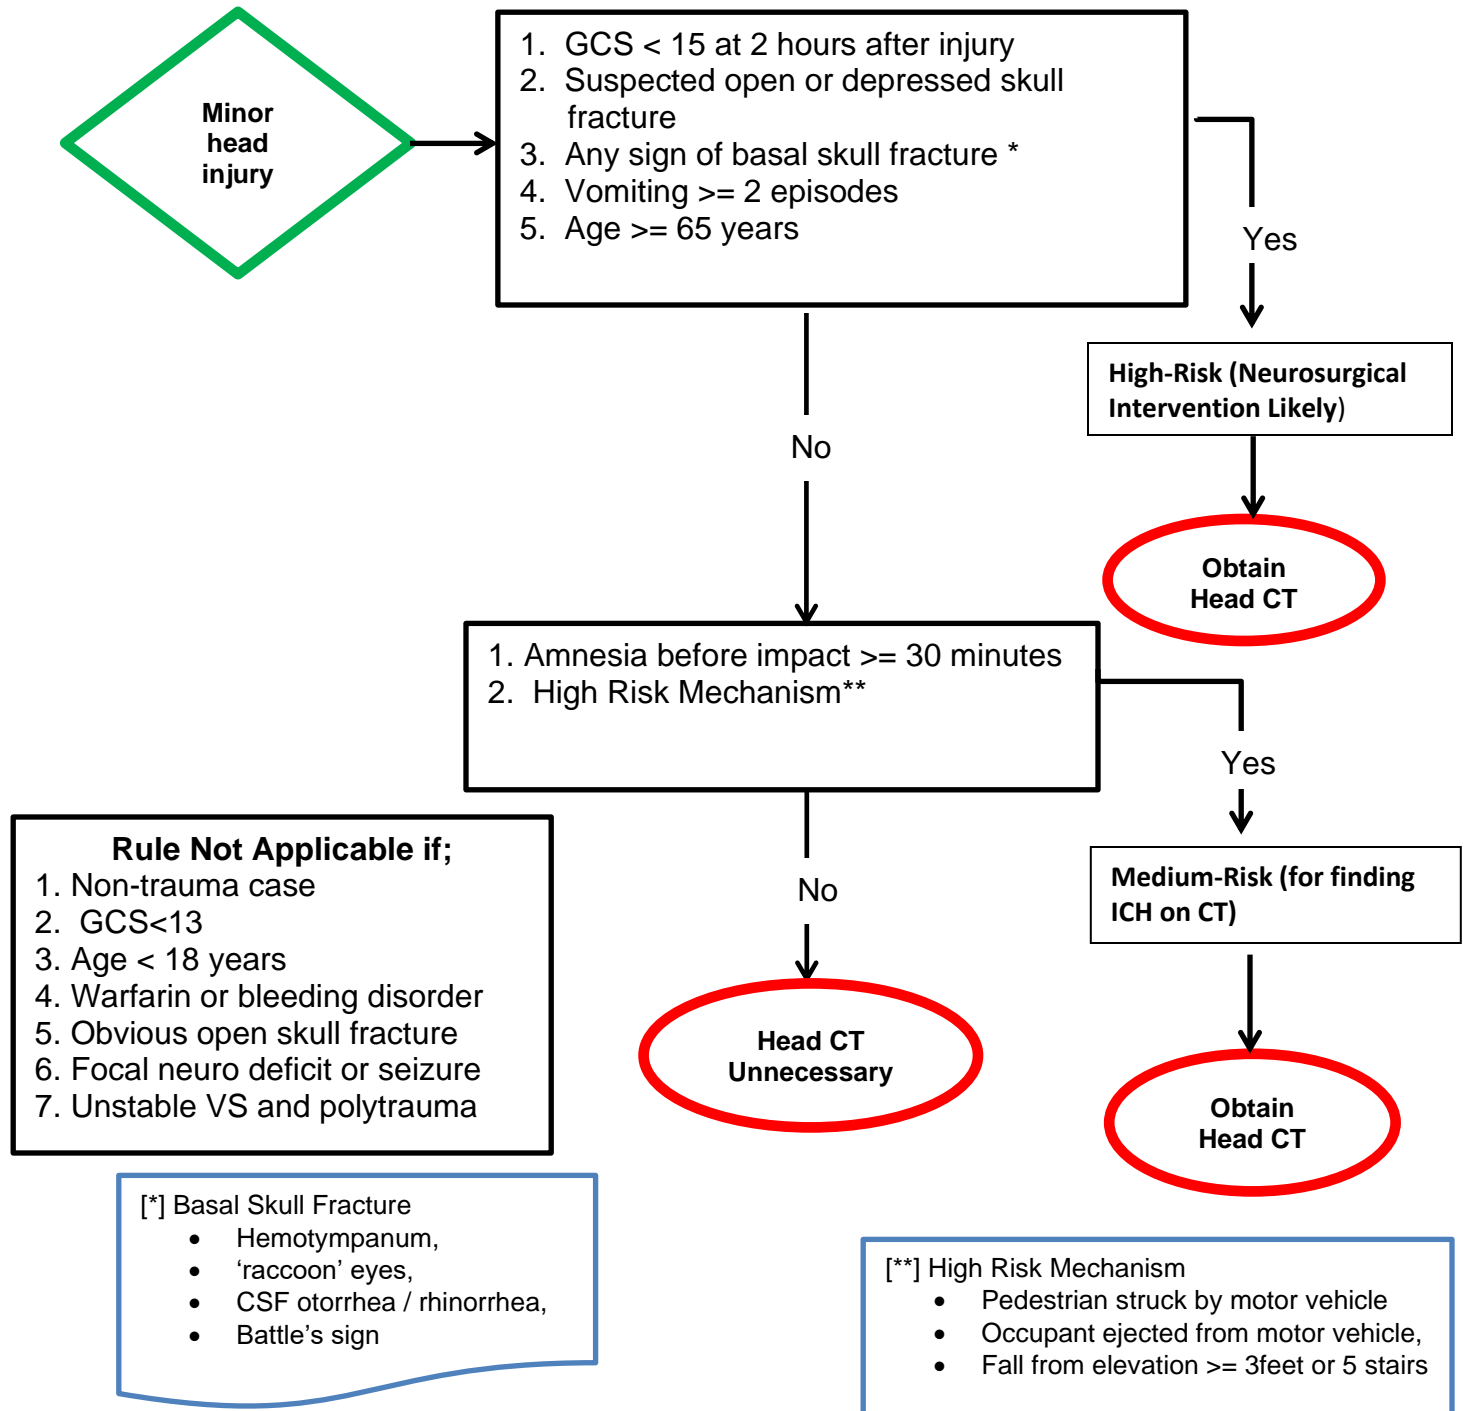 Minor
head
injury
1. GCS < 15 at 2 hours after injury
2. Suspected open or depressed skull
fracture
3. Any sign of basal skull fracture *
4. Vomiting >= 2 episodes
5. Age >= 65 years
Yes
High-Risk (Neurosurgical
Intervention Likely)
No
Obtain
Head CT
1. Amnesia before impact >= 30 minutes
2. High Risk Mechanism**
Yes
Rule Not Applicable if;
1. Non-trauma case
2. GCS<13
3. Age < 18 years
4. Warfarin or bleeding disorder
5. Obvious open skull fracture
6. Focal neuro deficit or seizure
7. Unstable VS and polytrauma
No
Medium-Risk (for finding
ICH on CT)
Head CT
Unnecessary
Obtain
Head CT
[*] Basal Skull Fracture
• Hemotympanum,
• ‘raccoon’ eyes,
• CSF otorrhea / rhinorrhea,
• Battle’s sign
[**] High Risk Mechanism
• Pedestrian struck by motor vehicle
• Occupant ejected from motor vehicle,
• Fall from elevation >= 3feet or 5 stairs